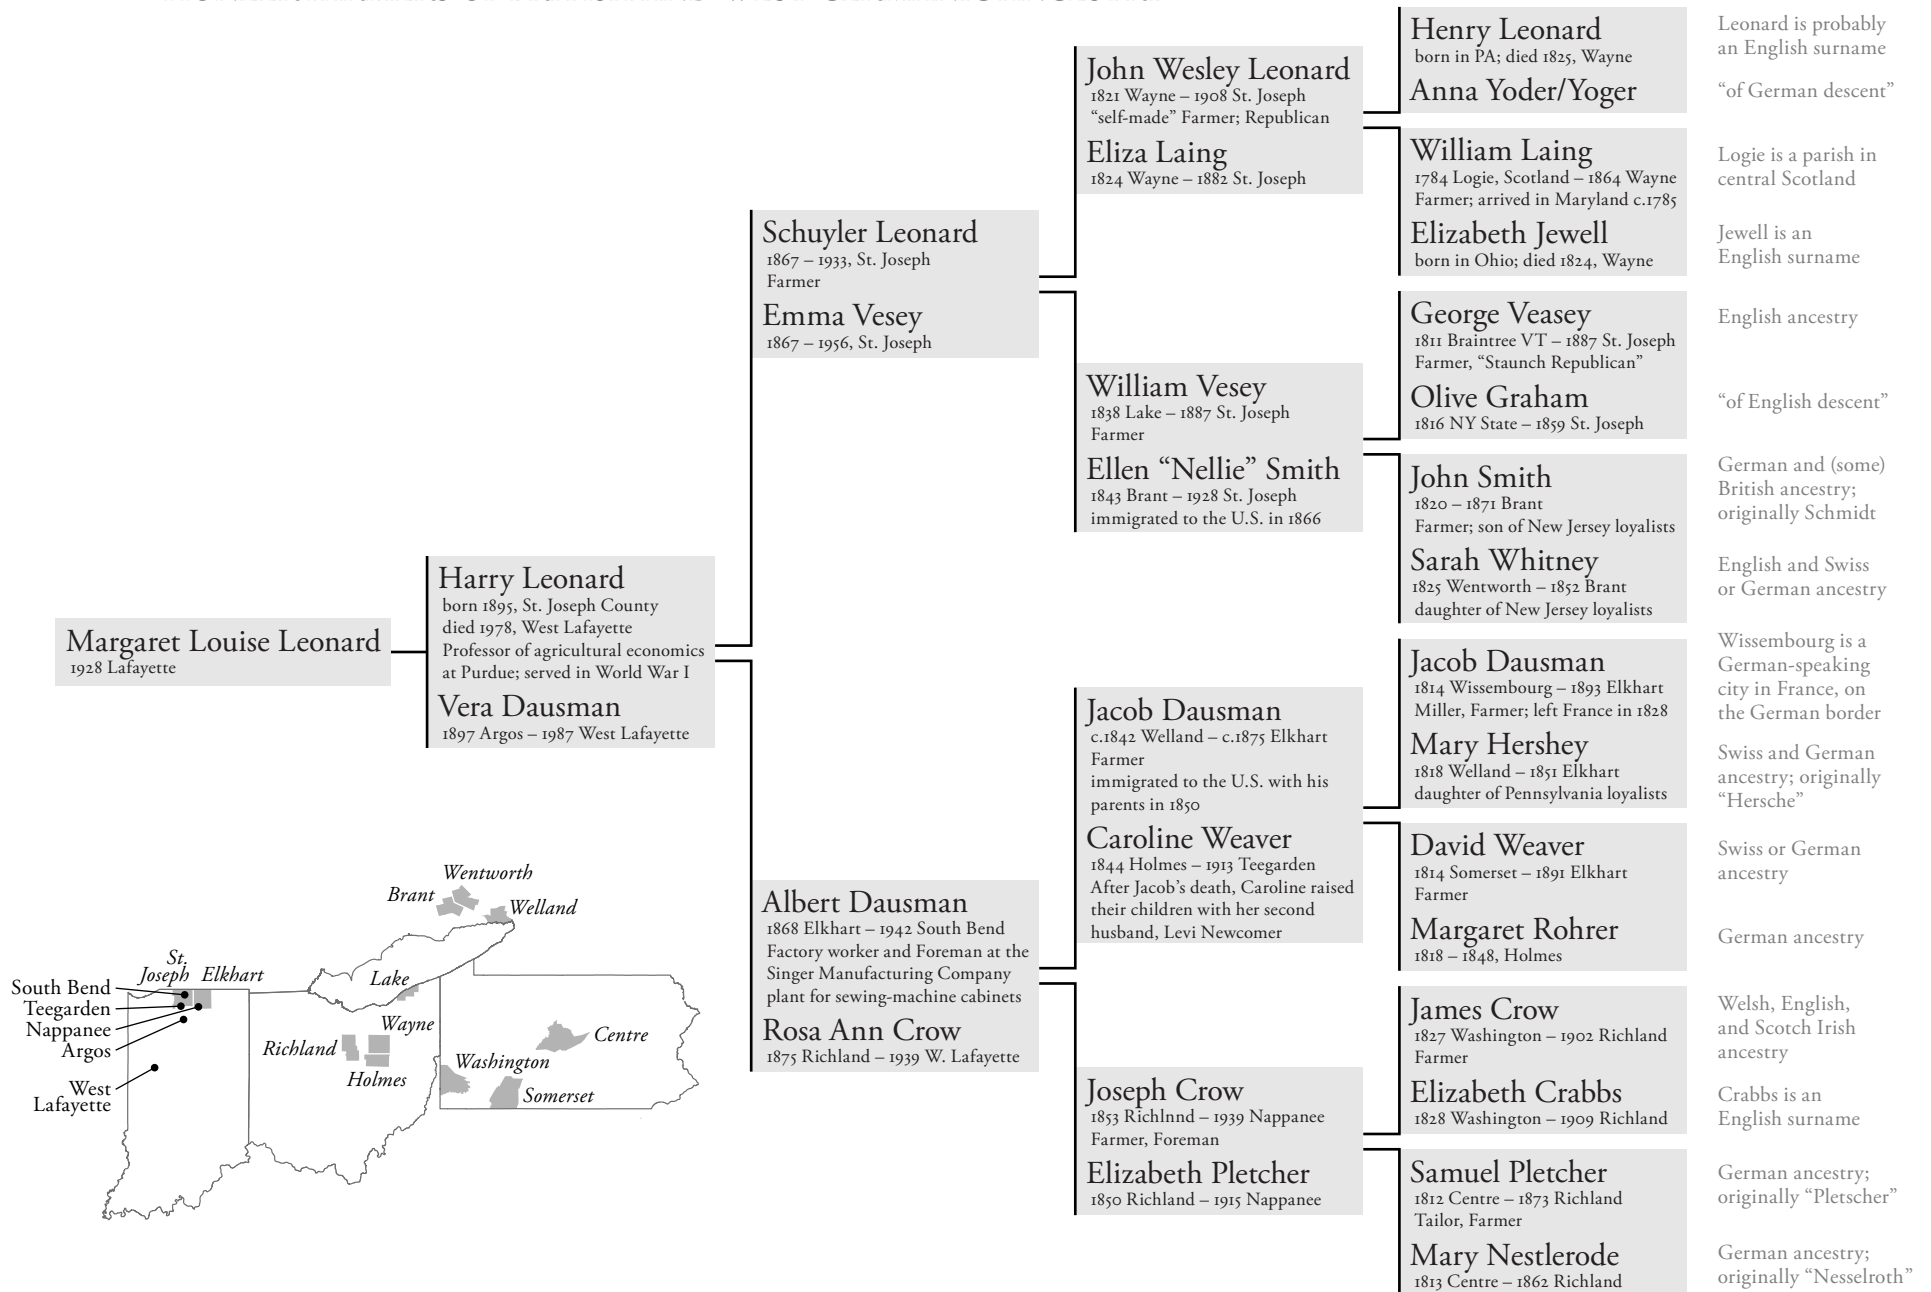 Margaret Louise Leonard
1928 Lafayette
Harry Leonard
born 1895, St. Joseph County
died 1978, West Lafayette
Professor of agricultural economics
at Purdue; served in World War I
Vera Dausman
1897 Argos – 1987 West Lafayette
Schuyler Leonard
1867 – 1933, St. Joseph
Farmer
Emma Vesey
1867 – 1956, St. Joseph
Albert Dausman
1868 Elkhart – 1942 South Bend
Factory worker and Foreman at the
Singer Manufacturing Company
plant for sewing-machine cabinets
Rosa Ann Crow
1875 Richland – 1939 W. Lafayette
John Wesley Leonard
1821 Wayne – 1908 St. Joseph
“self-made” Farmer; Republican
Eliza Laing
1824 Wayne – 1882 St. Joseph
William Vesey
1838 Lake – 1887 St. Joseph
Farmer
Ellen “Nellie” Smith
1843 Brant – 1928 St. Joseph
immigrated to the U.S. in 1866
Jacob Dausman
c.1842 Welland – c.1875 Elkhart
Farmer
immigrated to the U.S. with his
parents in 1850
Caroline Weaver
1844 Holmes – 1913 Teegarden
After Jacob’s death, Caroline raised
their children with her second
husband, Levi Newcomer
Joseph Crow
1853 Richlnnd – 1939 Nappanee
Farmer, Foreman
Elizabeth Pletcher
1850 Richland – 1915 Nappanee
Henry Leonard
born in PA; died 1825, Wayne
Anna Yoder/Yoger
William Laing
1784 Logie, Scotland – 1864 Wayne
Farmer; arrived in Maryland c.1785
Elizabeth Jewell
born in Ohio; died 1824, Wayne
George Veasey
1811 Braintree VT – 1887 St. Joseph
Farmer, “Staunch Republican”
Olive Graham
1816 NY State – 1859 St. Joseph
John Smith
1820 – 1871 Brant
Farmer; son of New Jersey loyalists
Sarah Whitney
1825 Wentworth – 1852 Brant
daughter of New Jersey loyalists
Jacob Dausman
1814 Wissembourg – 1893 Elkhart
Miller, Farmer; left France in 1828
Mary Hershey
1818 Welland – 1851 Elkhart
daughter of Pennsylvania loyalists
David Weaver
1814 Somerset – 1891 Elkhart
Farmer
Margaret Rohrer
1818 – 1848, Holmes
James Crow
1827 Washington – 1902 Richland
Farmer
Elizabeth Crabbs
1828 Washington – 1909 Richland
Samuel Pletcher
1812 Centre – 1873 Richland
Tailor, Farmer
Mary Nestlerode
1813 Centre – 1862 Richland
Leonard is probably
an English surname
“of German descent”
Logie is a parish in
central Scotland
Jewell is an
English surname
English ancestry
“of English descent”
German and (some)
British ancestry;
originally Schmidt
English and Swiss
or German ancestry
Wissembourg is a
German-speaking
city in France, on
the German border
Swiss and German
ancestry; originally
“Hersche”
Swiss or German
ancestry
German ancestry
Welsh, English,
and Scotch Irish
ancestry
Crabbs is an
English surname
German ancestry;
originally “Pletscher”
German ancestry;
originally “Nesselroth”
Wentworth
Brant
Welland
St.
Joseph
Elkhart
Lake
South Bend
Teegarden
Nappanee
Argos
West
Lafayette
Wayne
Richland
Holmes
Washington
Centre
Somerset